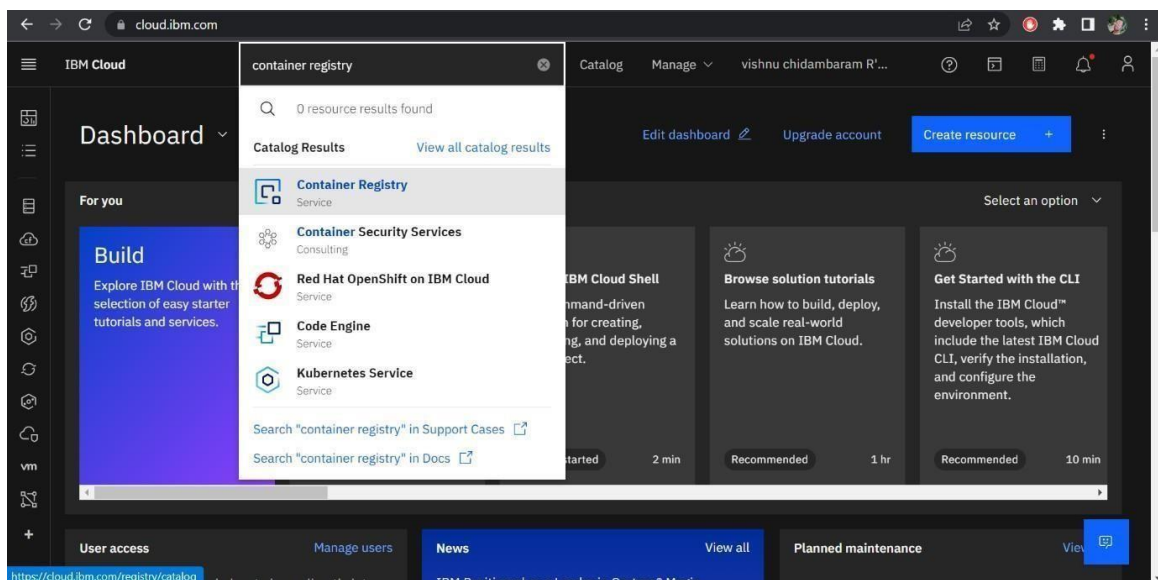 cloud.ibm.com
IBM Cloud
container registry
Catalog
Manage
vishnu chidambaram R'...
Dashboard
Edit dashboard
Upgrade account
Create resource +
0 resource results found
Catalog Results
View all catalog results
Container Registry
Service
Container Security Services
Consulting
Red Hat OpenShift on IBM Cloud
Service
Code Engine
Service
Kubernetes Service
Service
Search "container registry" in Support Cases
Search "container registry" in Docs
For you
Select an option
Build
Explore IBM Cloud with
selection of easy starter
tutorials and services.
IBM Cloud Shell
for creating,
and deploying a
2 min
Browse solution tutorials
Learn how to build, deploy,
and scale real-world
solutions on IBM Cloud.
Recommended
1 hr
Get Started with the CLI
Install the IBM Cloud™
developer tools, which
include the latest IBM Cloud
CLI, verify the installation,
and configure the
environment.
Recommended
10 min
vm
User access
Manage users
News
View all
Planned maintenance
https://cloud.ibm.com/registry/catalog